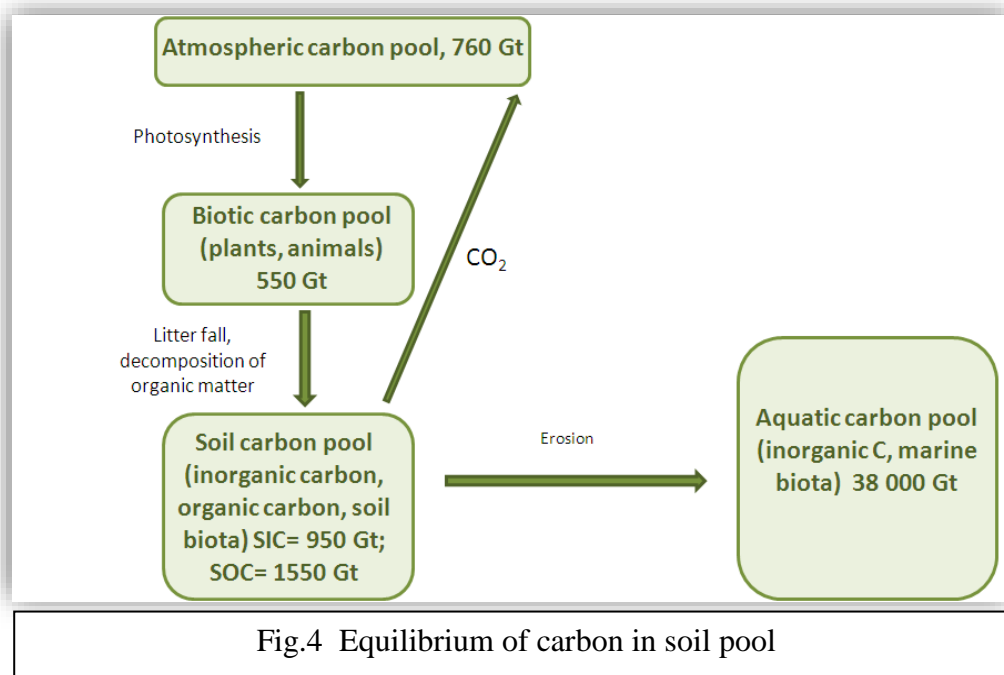 Atmospheric carbon pool, 760 Gt
Photosynthesis
Biotic carbon pool
(plants, animals)
550 Gt
CO₂
Litter fall,
decomposition of
organic matter
Soil carbon pool
(inorganic carbon,
organic carbon, soil
biota) SIC= 950 Gt;
SOC= 1550 Gt
Erosion
Aquatic carbon pool
(inorganic C, marine
biota) 38 000 Gt
Fig.4 Equilibrium of carbon in soil pool